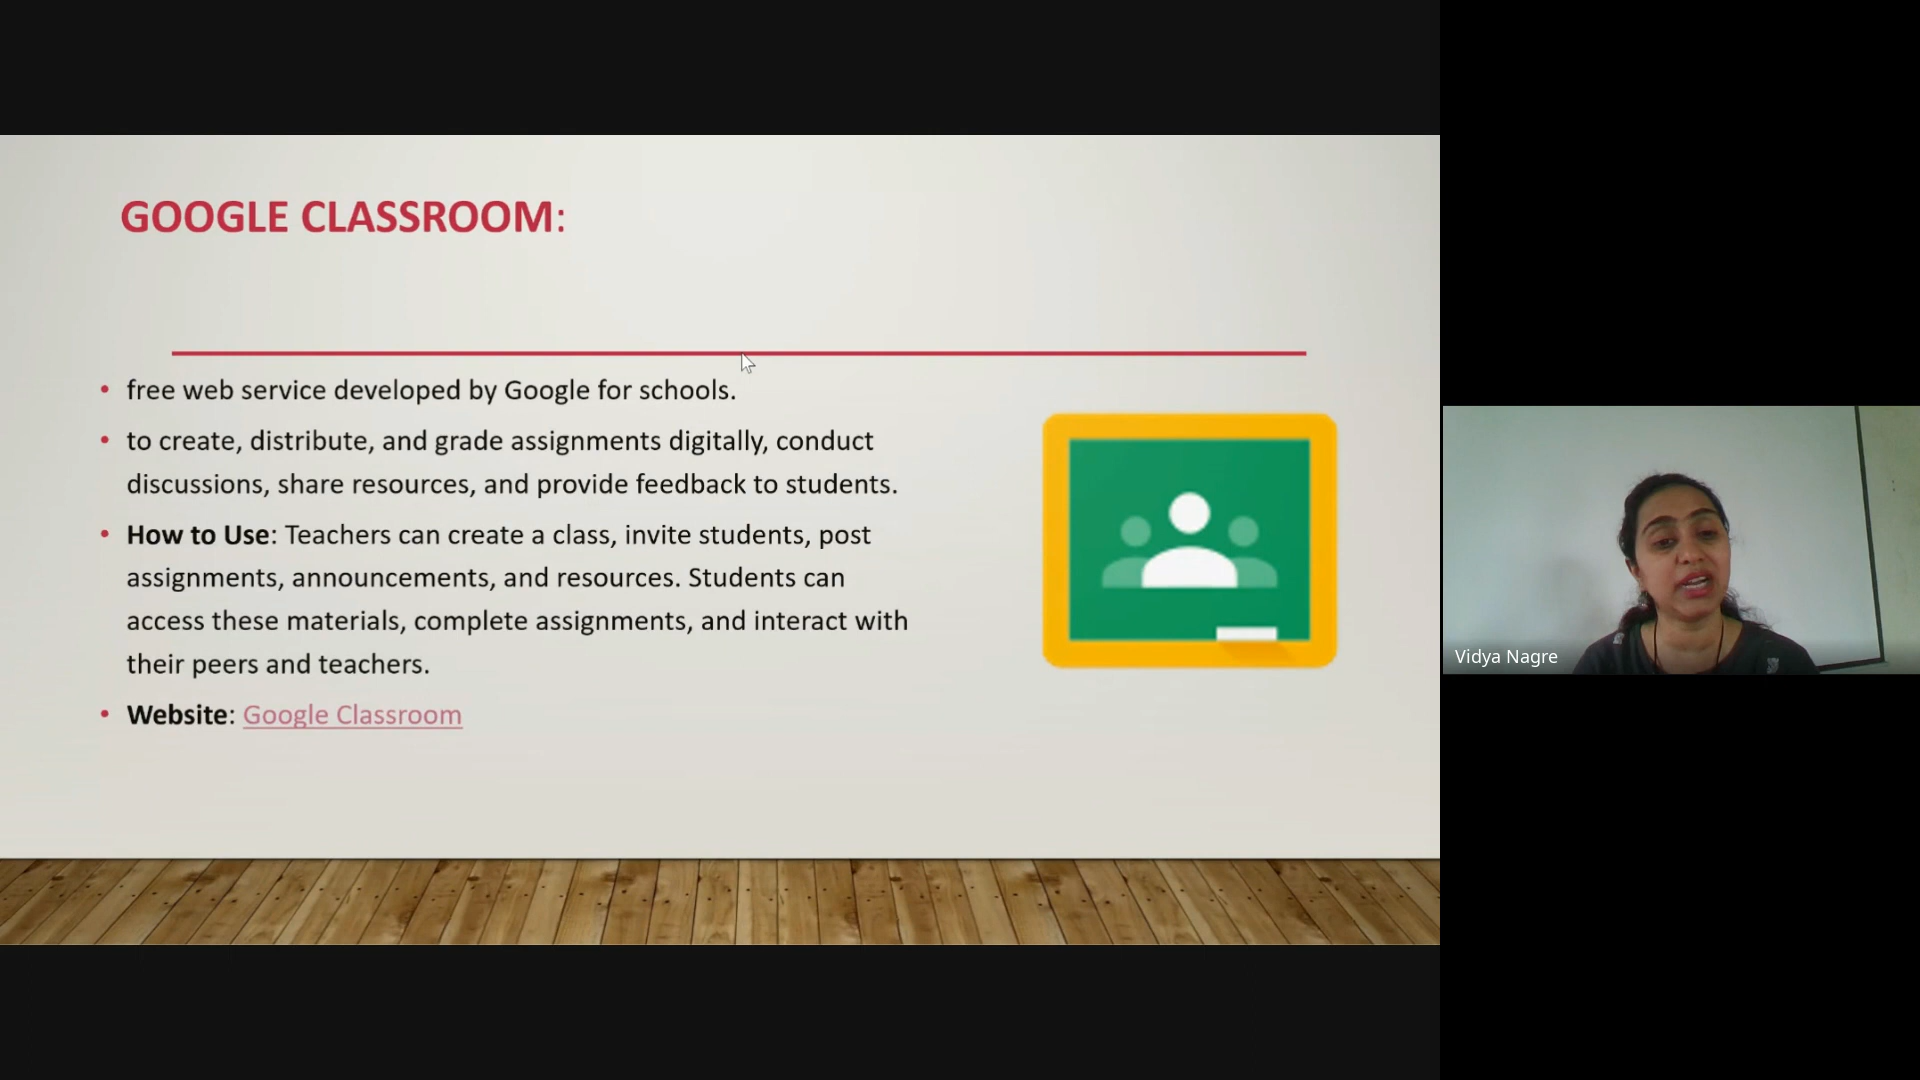 GOOGLE CLASSROOM:
• free web service developed by Google for schools.
• to create, distribute, and grade assignments digitally, conduct
discussions, share resources, and provide feedback to students.
• How to Use: Teachers can create a class, invite students, post
assignments, announcements, and resources. Students can
access these materials, complete assignments, and interact with
their peers and teachers.
• Website: Google Classroom
Vidya Nagre